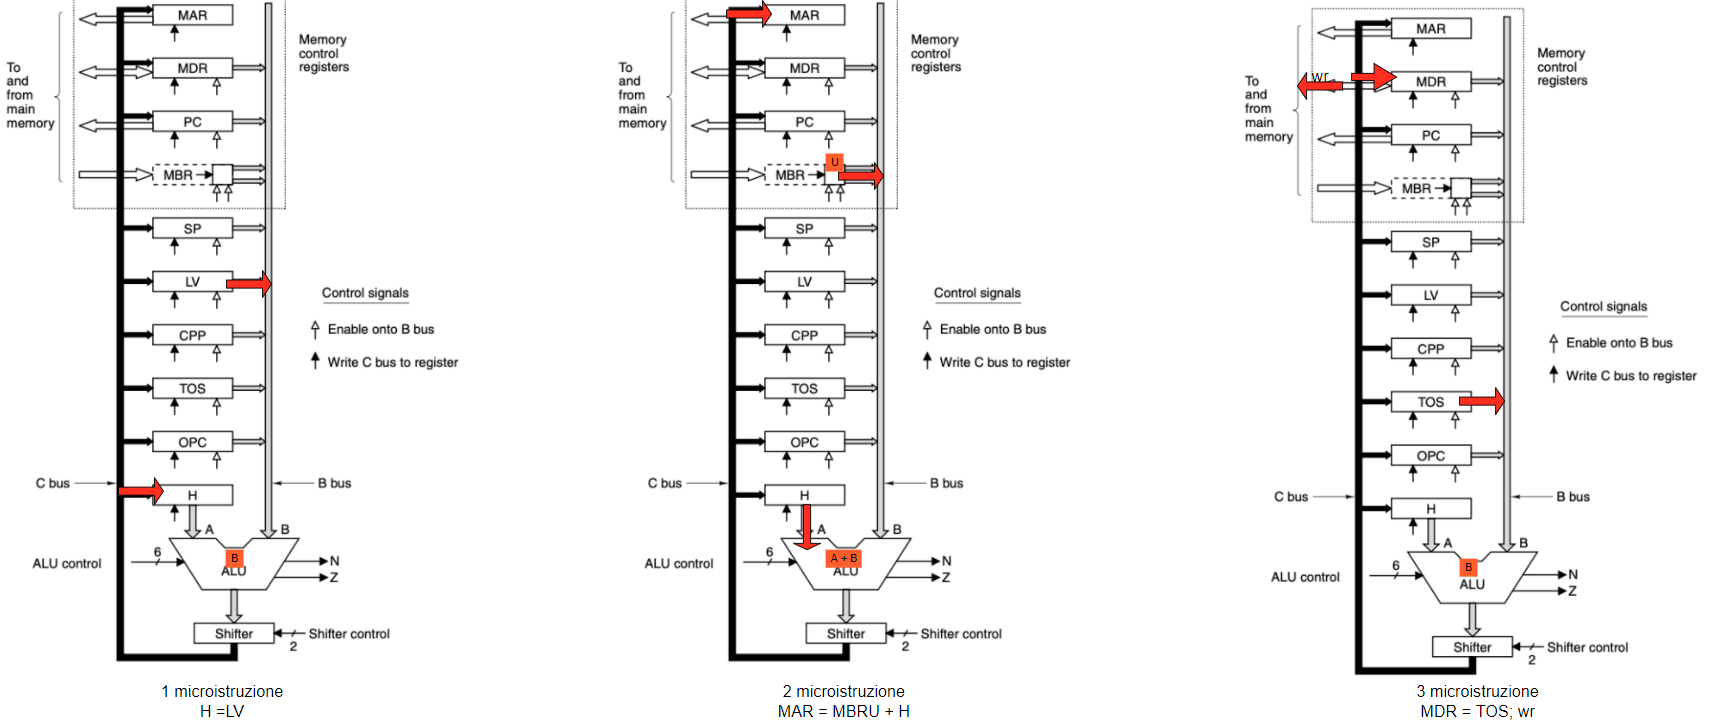 MAR
MDR
PC
MBR
SP
LV
CPP
TOS
OPC
H
To
and
from
main
memory
Memory
control
registers
Control signals
Enable onto B bus
Write C bus to register
C bus
B bus
A
B
ALU control
6
B
ALU
N
Z
Shifter
Shifter control
2
1 microistruzione
H =LV
MAR
MDR
PC
U
MBR
SP
LV
CPP
TOS
OPC
H
To
and
from
main
memory
Memory
control
registers
Control signals
Enable onto B bus
Write C bus to register
C bus
B bus
A
B
ALU control
6
A + B
ALU
N
Z
Shifter
Shifter control
2
2 microistruzione
MAR = MBRU + H
MAR
wr
MDR
PC
MBR
SP
LV
CPP
TOS
OPC
H
To
and
from
main
memory
Memory
control
registers
Control signals
Enable onto B bus
Write C bus to register
C bus
B bus
A
B
ALU control
6
B
ALU
N
Z
Shifter
Shifter control
2
3 microistruzione
MDR = TOS; wr